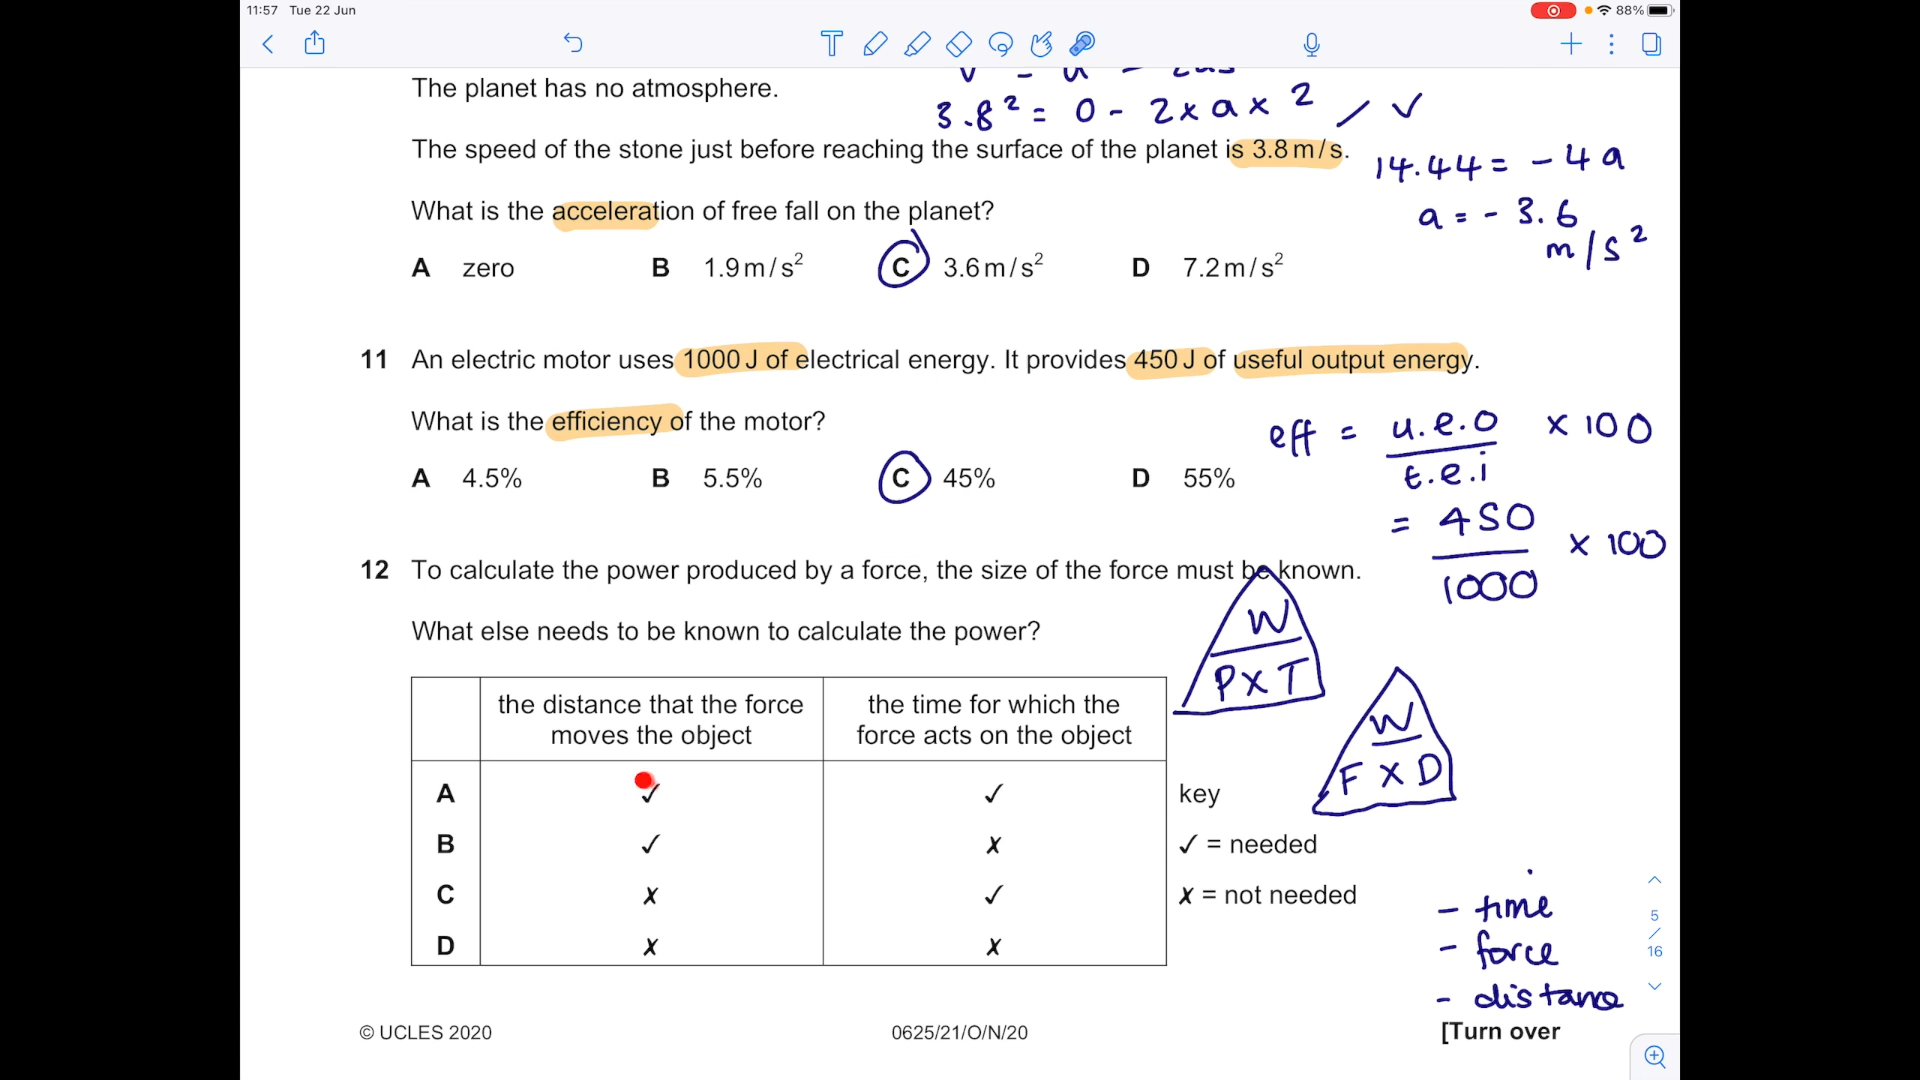 11:57 Tue 22 Jun
88%
T
The planet has no atmosphere.
3.8² = 0 - 2 x a x 2 / ✓
The speed of the stone just before reaching the surface of the planet is 3.8 m/s.
14.44 = - 4 a
What is the acceleration of free fall on the planet?
a = - 3.6
m/s²
A zero B 1.9 m/s² C 3.6 m/s² D 7.2 m/s²
11 An electric motor uses 1000 J of electrical energy. It provides 450 J of useful output energy.
What is the efficiency of the motor?
eff = u.e.o x 100
t.e.i
A 4.5% B 5.5% C 45% D 55%
= 450 x 100
1000
12 To calculate the power produced by a force, the size of the force must be known.
What else needs to be known to calculate the power?
W
P x T
W
F x D
the distance that the force moves the object
the time for which the force acts on the object
A ✓ ✓ key
B ✓ ✗ ✓ = needed
C ✗ ✓ ✗ = not needed
D ✗ ✗
- time
- force
- distance
5
/
16
© UCLES 2020 0625/21/O/N/20 [Turn over